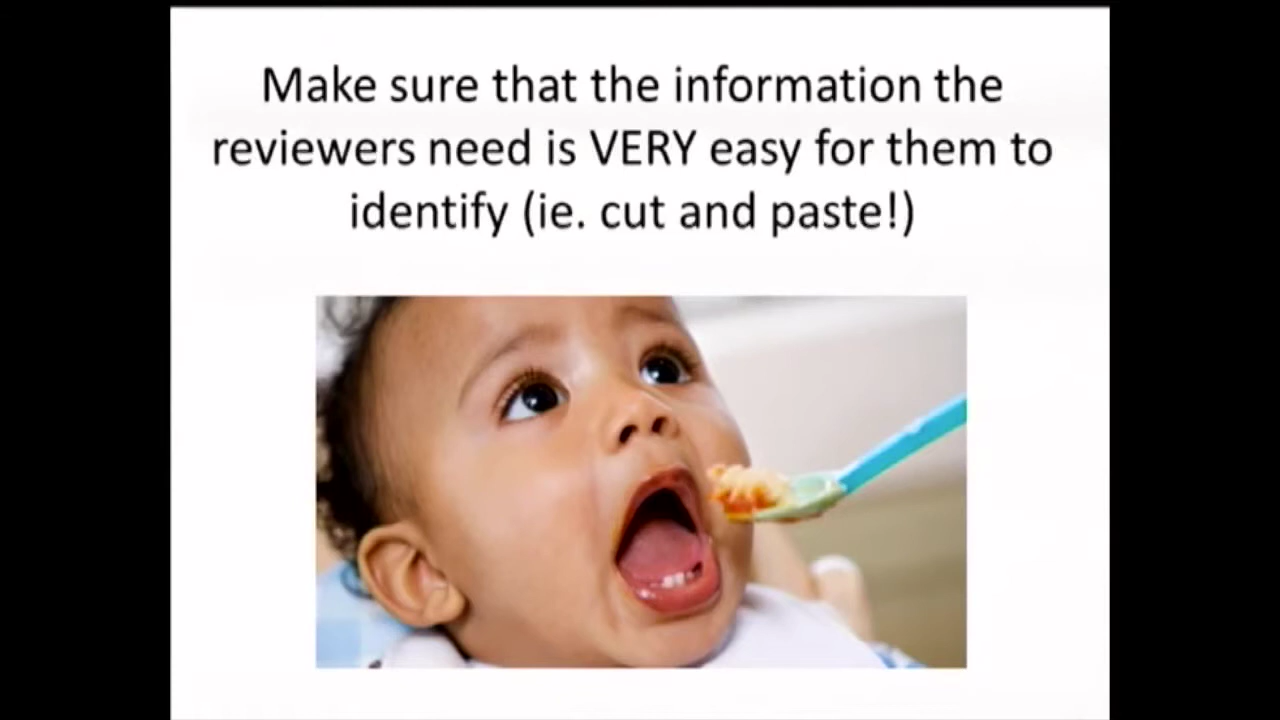 Make sure that the information the
reviewers need is VERY easy for them to
identify (ie. cut and paste!)